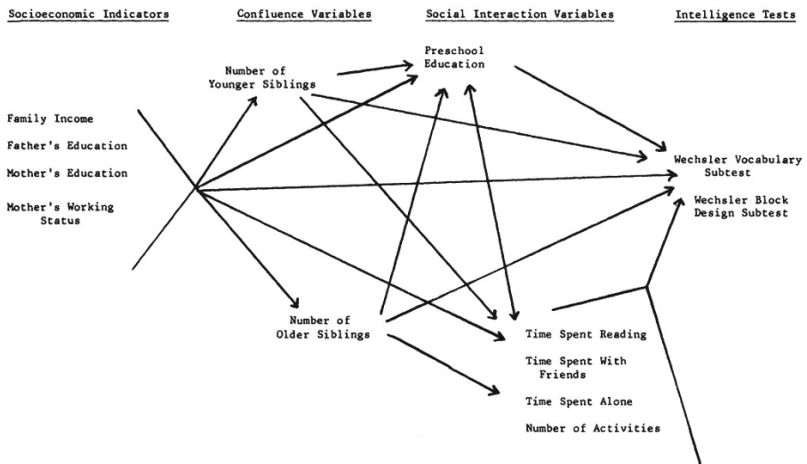 Socioeconomic Indicators
Confluence Variables
Social Interaction Variables
Intelligence Tests
Preschool
Education
Number of
Younger Siblings
Family Income
Father's Education
Mother's Education
Mother's Working
Status
Wechsler Vocabulary
Subtest
Wechsler Block
Design Subtest
Number of
Older Siblings
Time Spent Reading
Time Spent With
Friends
Time Spent Alone
Number of Activities